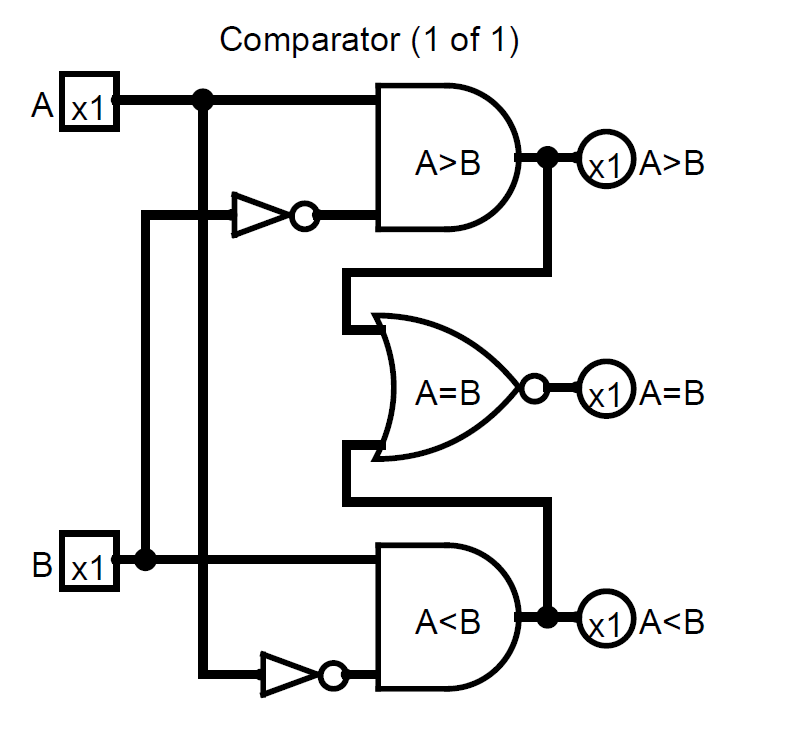 Comparator (1 of 1)
A x1
A>B
x1 A>B
A=B
x1 A=B
B x1
A<B
x1 A<B